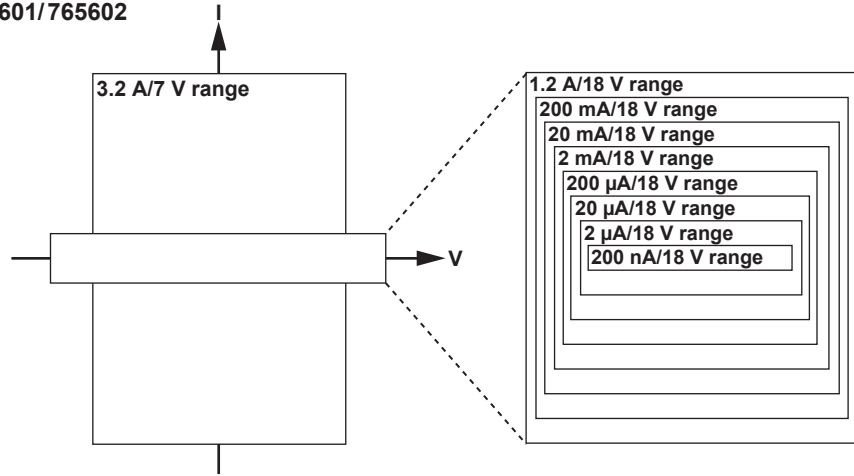 601/765602
I
3.2 A/7 V range
V
1.2 A/18 V range
200 mA/18 V range
20 mA/18 V range
2 mA/18 V range
200 µA/18 V range
20 µA/18 V range
2 µA/18 V range
200 nA/18 V range